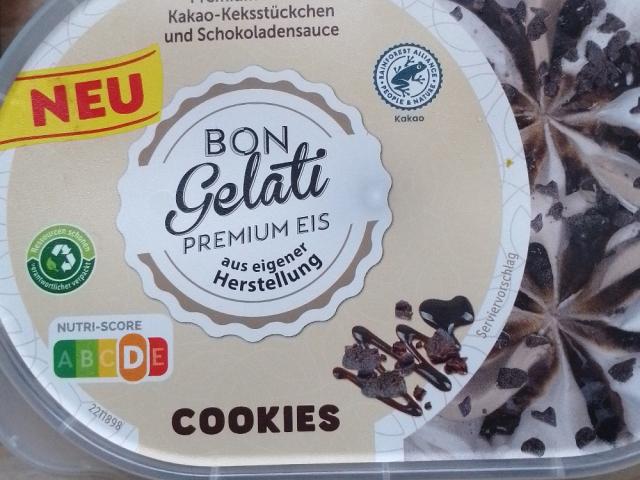 Kakao-Keksstückchen
und Schokoladensauce
NEU
RAINFOREST ALLIANCE
PEOPLE & NATURE
Kakao
BON
Gelati
PREMIUM EIS
aus eigener
Herstellung
Ressourcen schonen
verantwortlicher verpackt
Serviervorschlag
NUTRI-SCORE
A B C D E
2211898
COOKIES